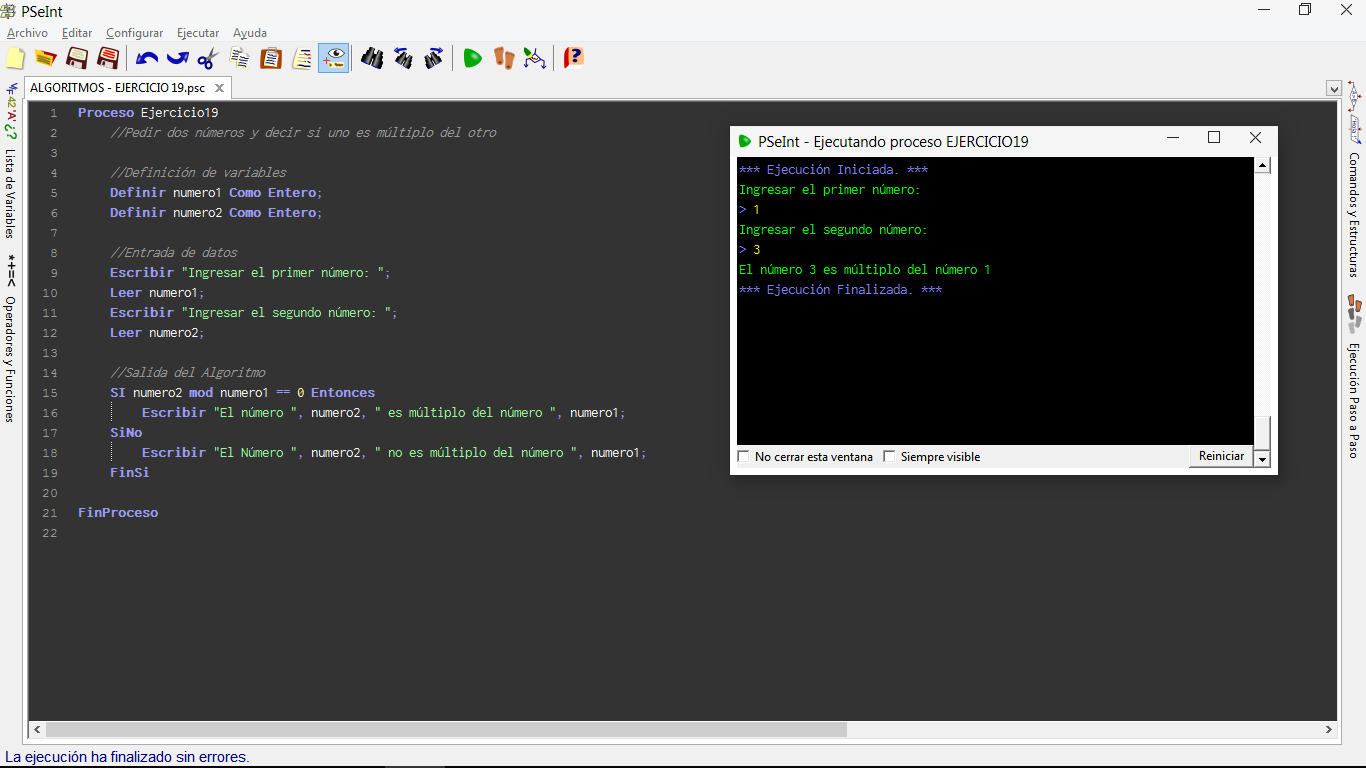 PSeInt
Archivo Editar Configurar Ejecutar Ayuda
ALGORITMOS - EJERCICIO 19.psc
1 Proceso Ejercicio19
2 //Pedir dos números y decir si uno es múltiplo del otro
3
4 //Definición de variables
5 Definir numero1 Como Entero;
6 Definir numero2 Como Entero;
7
8 //Entrada de datos
9 Escribir "Ingresar el primer número: ";
10 Leer numero1;
11 Escribir "Ingresar el segundo número: ";
12 Leer numero2;
13
14 //Salida del Algoritmo
15 SI numero2 mod numero1 == 0 Entonces
16 Escribir "El número ", numero2, " es múltiplo del número ", numero1;
17 SiNo
18 Escribir "El Número ", numero2, " no es múltiplo del número ", numero1;
19 FinSi
20
21 FinProceso
22
PSeInt - Ejecutando proceso EJERCICIO19
*** Ejecución Iniciada. ***
Ingresar el primer número:
> 1
Ingresar el segundo número:
> 3
El número 3 es múltiplo del número 1
*** Ejecución Finalizada. ***
No cerrar esta ventana Siempre visible Reiniciar
Lista de Variables
*+=< Operadores y Funciones
Comandos y Estructuras
Ejecución Paso a Paso
La ejecución ha finalizado sin errores.